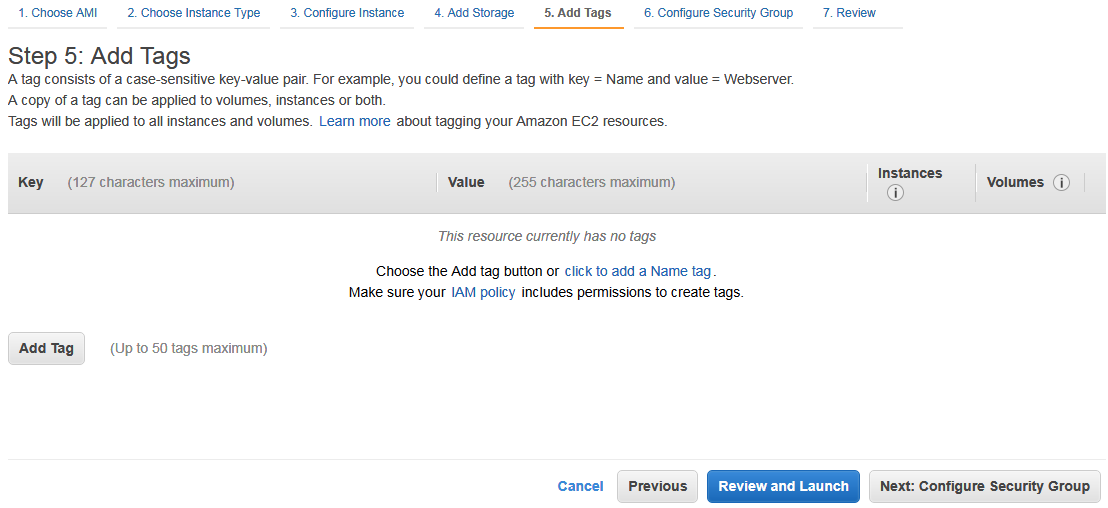 1. Choose AMI 2. Choose Instance Type 3. Configure Instance 4. Add Storage 5. Add Tags 6. Configure Security Group 7. Review
Step 5: Add Tags
A tag consists of a case-sensitive key-value pair. For example, you could define a tag with key = Name and value = Webserver.
A copy of a tag can be applied to volumes, instances or both.
Tags will be applied to all instances and volumes. Learn more about tagging your Amazon EC2 resources.
Key (127 characters maximum) Value (255 characters maximum) Instances i Volumes i
This resource currently has no tags
Choose the Add tag button or click to add a Name tag.
Make sure your IAM policy includes permissions to create tags.
Add Tag (Up to 50 tags maximum)
Cancel Previous Review and Launch Next: Configure Security Group